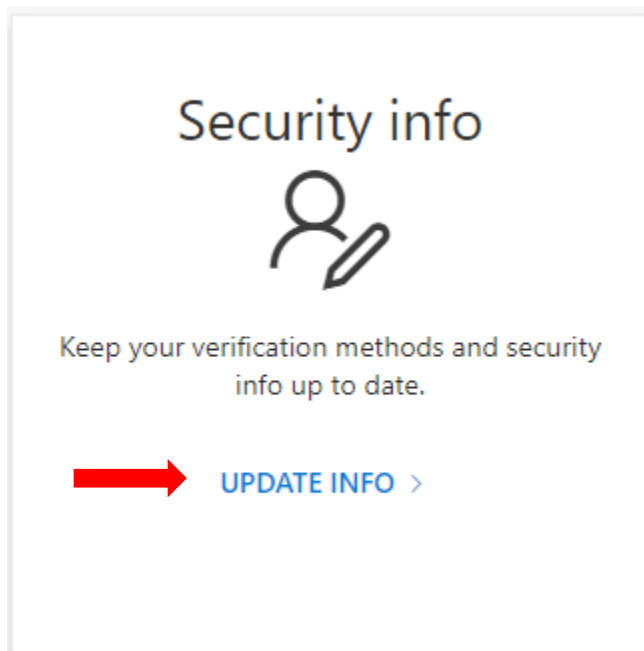 Security info
Keep your verification methods and security
info up to date.
UPDATE INFO >